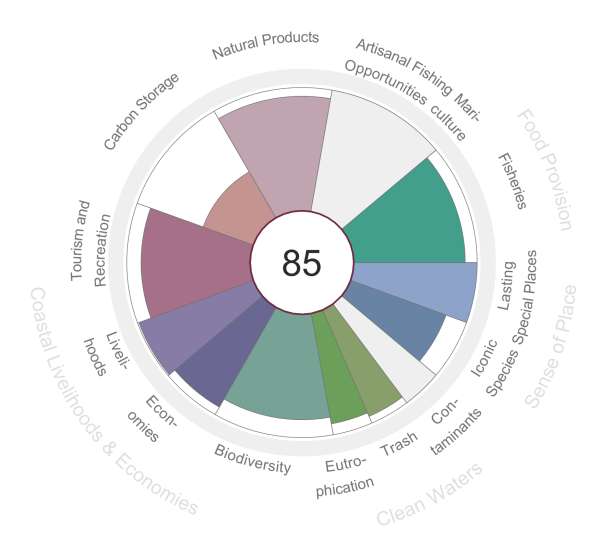 Natural Products
Artisanal Fishing
Opportunities
Mari-
culture
Fisheries
Food Provision
Lasting
Special Places
Iconic
Species
Sense of Place
Con-
taminants
Trash
Eutro-
phication
Clean Waters
Biodiversity
Econ-
omies
Liveli-
hoods
Coastal Livelihoods & Economies
Tourism and
Recreation
Carbon Storage
85